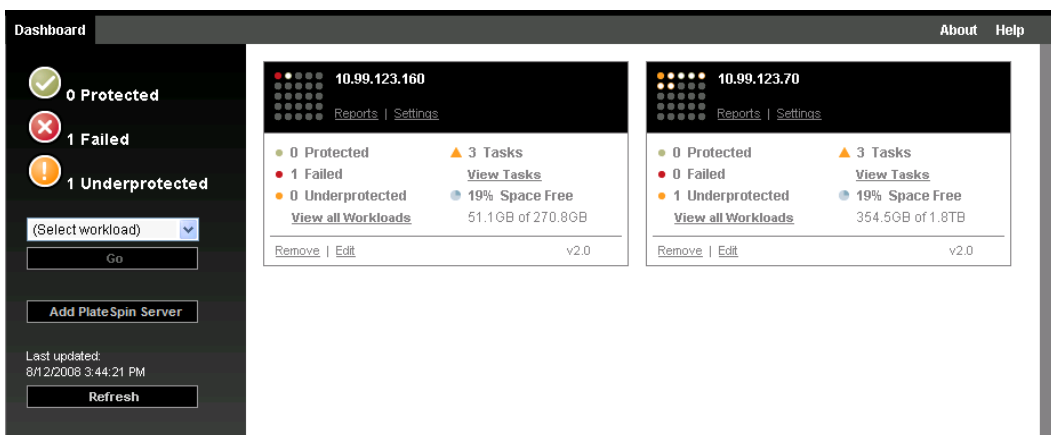 Dashboard
About Help
0 Protected
1 Failed
1 Underprotected
(Select workload)
Go
Add PlateSpin Server
Last updated:
8/12/2008 3:44:21 PM
Refresh
10.99.123.160
Reports | Settings
0 Protected
1 Failed
0 Underprotected
View all Workloads
3 Tasks
View Tasks
19% Space Free
51.1GB of 270.8GB
Remove | Edit
v2.0
10.99.123.70
Reports | Settings
0 Protected
0 Failed
1 Underprotected
View all Workloads
3 Tasks
View Tasks
19% Space Free
354.5GB of 1.8TB
Remove | Edit
v2.0